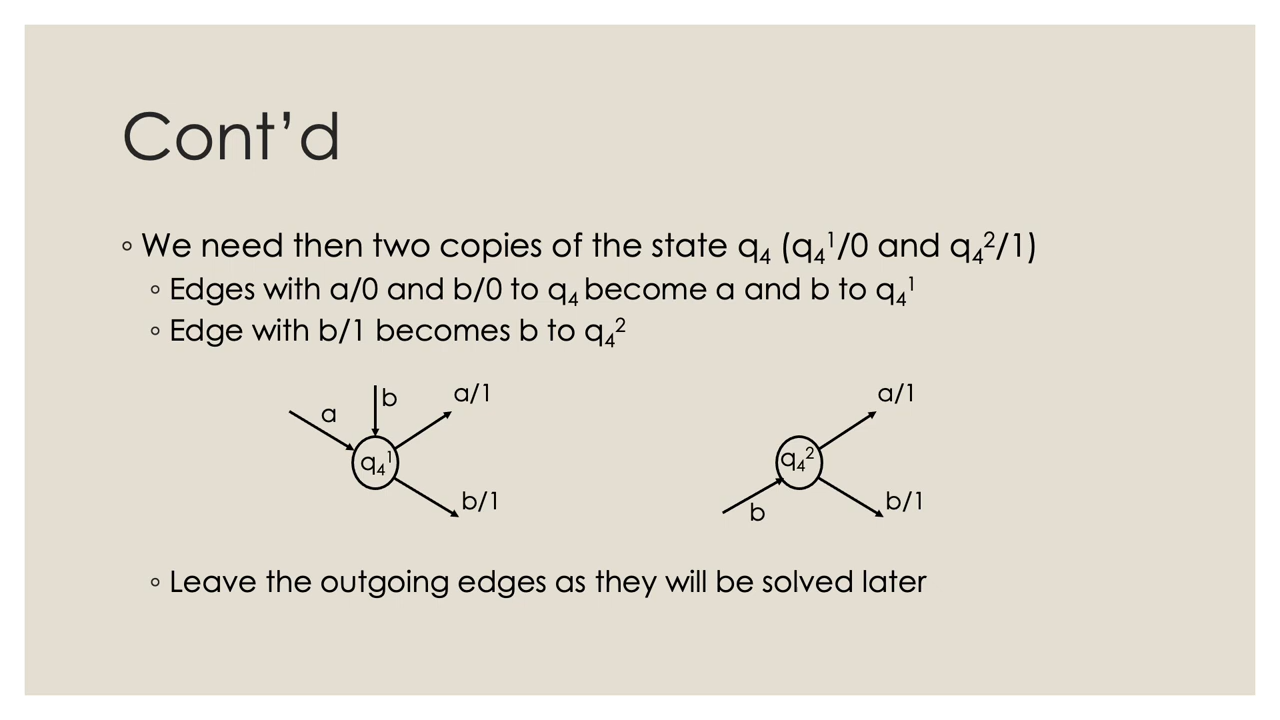 Cont’d
◦ We need then two copies of the state q₄ (q₄¹/0 and q₄²/1)
◦ Edges with a/0 and b/0 to q₄ become a and b to q₄¹
◦ Edge with b/1 becomes b to q₄²
a b a/1 a/1
q₄¹ q₄²
b/1 b b/1
◦ Leave the outgoing edges as they will be solved later